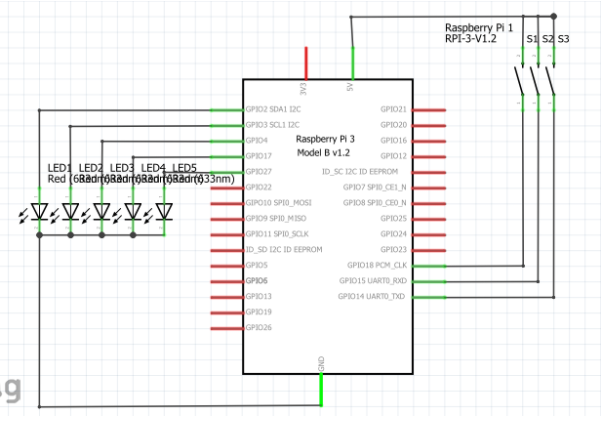 Raspberry Pi 1
RPI-3-V1.2
S1 S2 S3
3V3
5V
GPIO2 SDA1 I2C
GPIO21
GPIO3 SCL1 I2C
GPIO20
GPIO4
Raspberry Pi 3
GPIO16
GPIO17
Model B v1.2
GPIO12
LED1 LED2 LED3 LED4 LED5
GPIO27
ID_SC I2C ID EEPROM
Red (633nm)
GPIO22
GPIO7 SPI0_CE1_N
GPIO10 SPI0_MOSI
GPIO8 SPI0_CE0_N
GPIO9 SPI0_MISO
GPIO25
GPIO11 SPI0_SCLK
GPIO24
ID_SD I2C ID EEPROM
GPIO23
GPIO5
GPIO18 PCM_CLK
GPIO6
GPIO15 UART0_RXD
GPIO13
GPIO14 UART0_TXD
GPIO19
GPIO26
GND
g